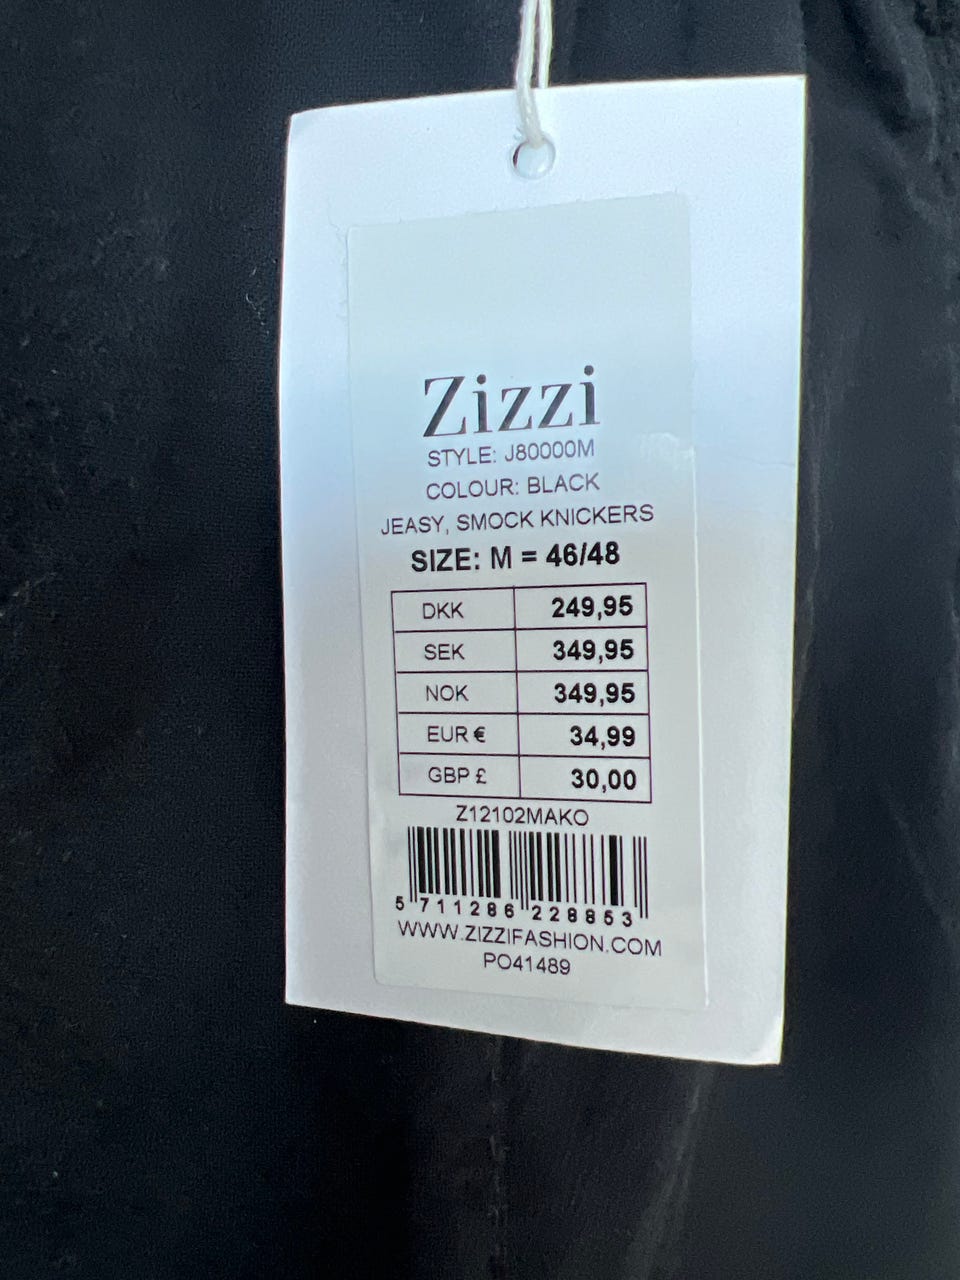 Zizzi
STYLE: J80000M
COLOUR: BLACK
JEASY, SMOCK KNICKERS
SIZE: M = 46/48
DKK 249,95
SEK 349,95
NOK 349,95
EUR € 34,99
GBP £ 30,00
Z12102MAKO
5 711286 228853
WWW.ZIZZIFASHION.COM
PO41489